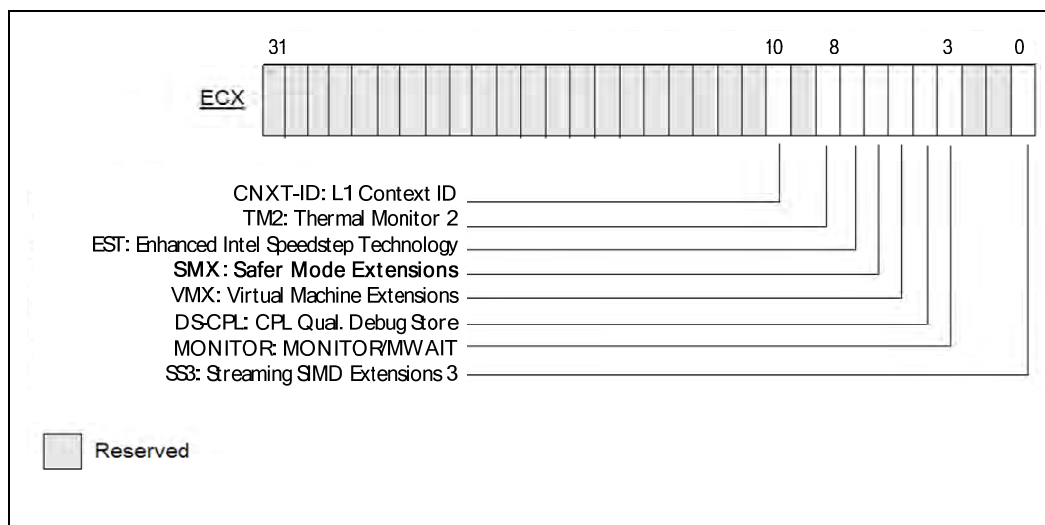 31 10 8 3 0
ECX
CNXT-ID: L1 Context ID
TM2: Thermal Monitor 2
EST: Enhanced Intel Speedstep Technology
SMX: Safer Mode Extensions
VMX: Virtual Machine Extensions
DS-CPL: CPL Qual. Debug Store
MONITOR: MONITOR/MWAIT
SS3: Streaming SIMD Extensions 3
Reserved